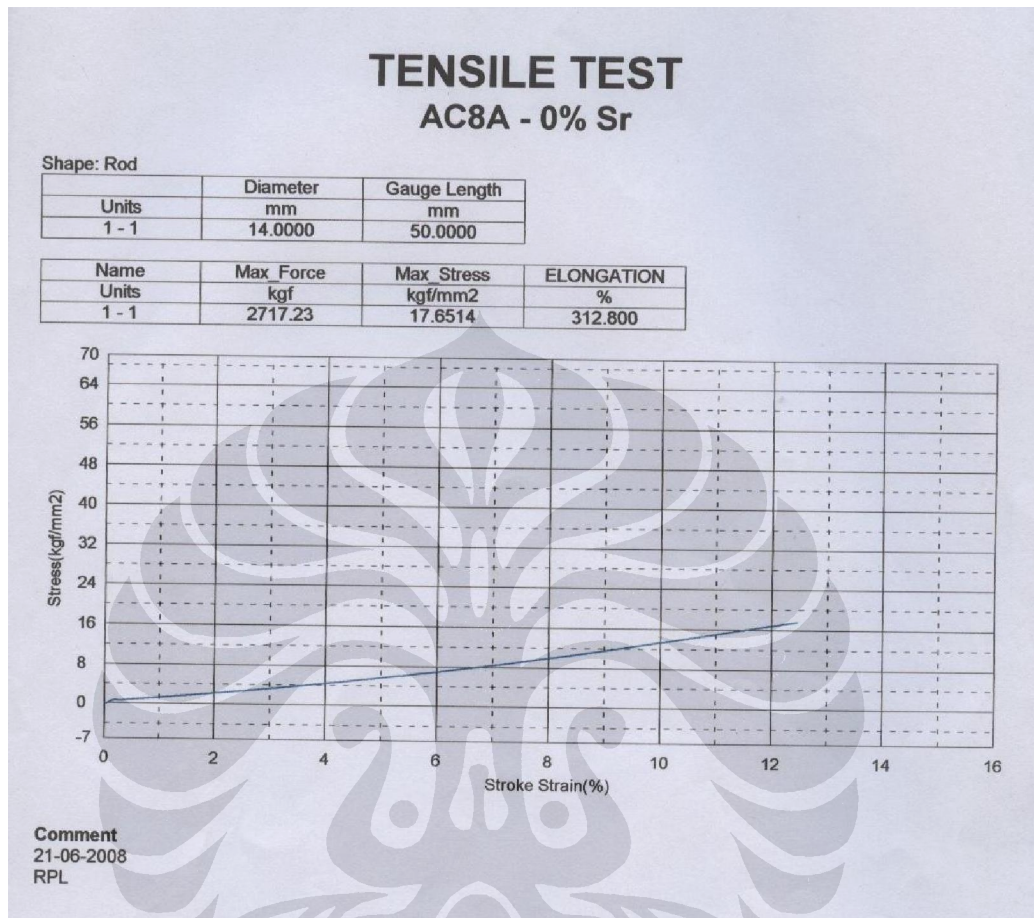 TENSILE TEST
AC8A - 0% Sr
Shape: Rod
Diameter Gauge Length
Units mm mm
1 - 1 14.0000 50.0000
Name Max_Force Max_Stress ELONGATION
Units kgf kgf/mm2 %
1 - 1 2717.23 17.6514 312.800
70
64
56
48
40
32
24
16
8
0
-7
Stress(kgf/mm2)
0 2 4 6 8 10 12 14 16
Stroke Strain(%)
Comment
21-06-2008
RPL